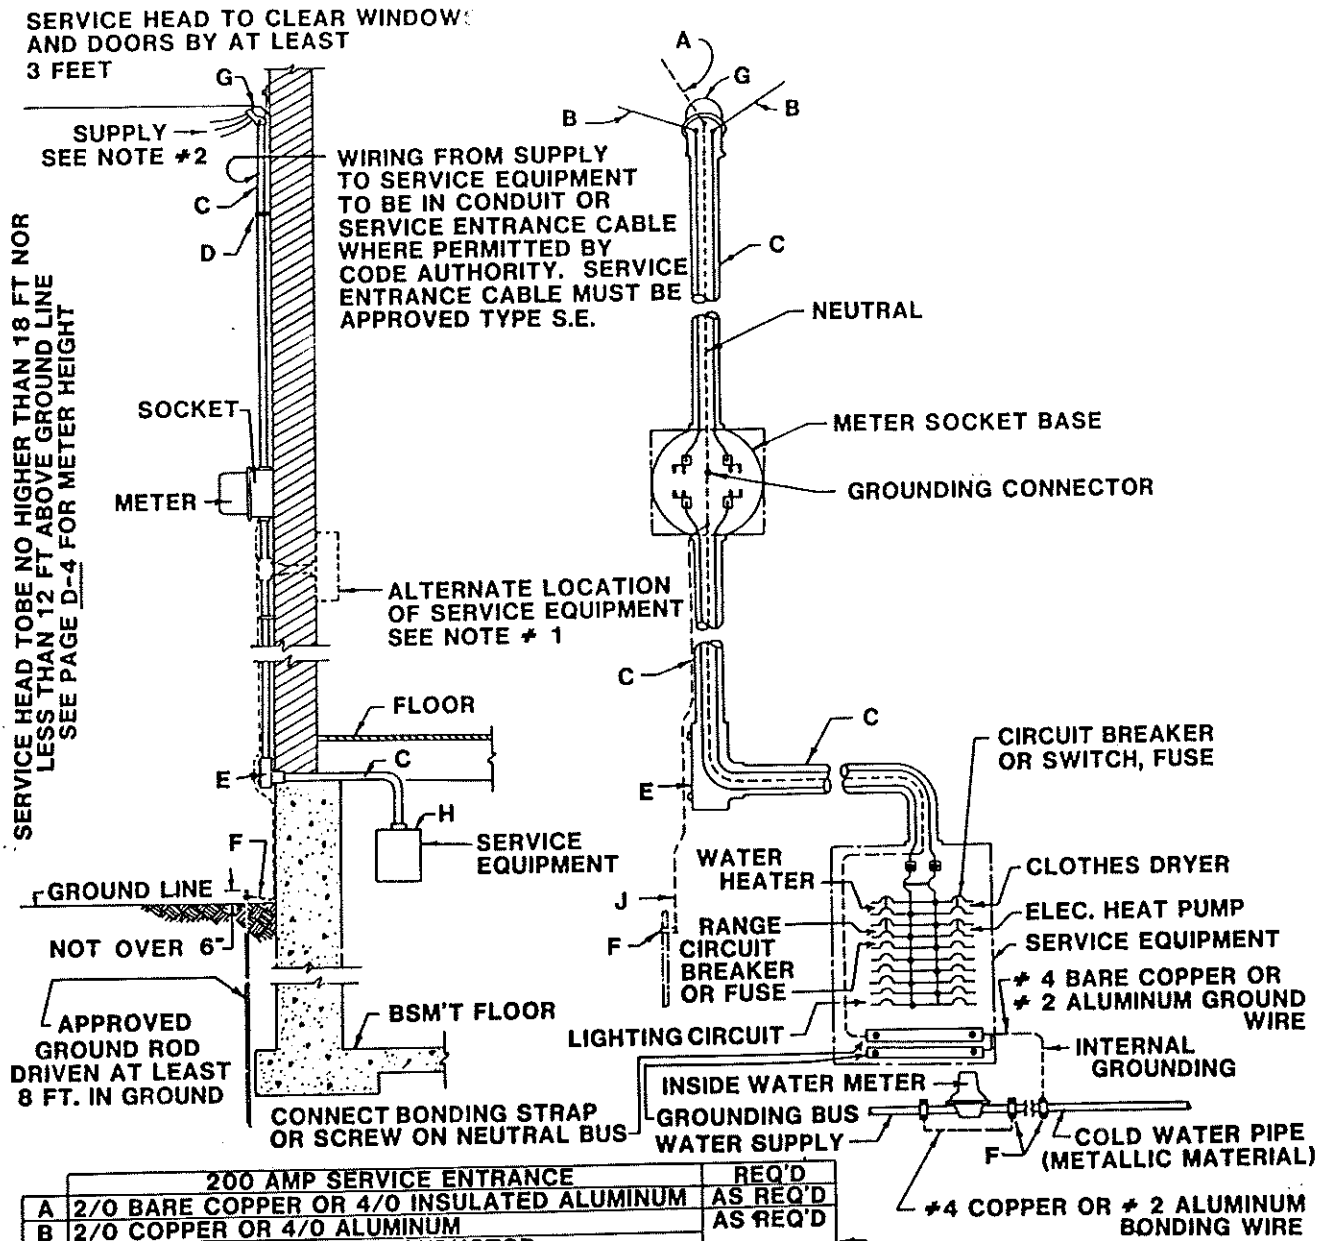 SERVICE HEAD TO CLEAR WINDOWS
AND DOORS BY AT LEAST
3 FEET
G
SUPPLY
SEE NOTE #2
C
D
WIRING FROM SUPPLY
TO SERVICE EQUIPMENT
TO BE IN CONDUIT OR
SERVICE ENTRANCE CABLE
WHERE PERMITTED BY
CODE AUTHORITY. SERVICE
ENTRANCE CABLE MUST BE
APPROVED TYPE S.E.
SERVICE HEAD TOBE NO HIGHER THAN 18 FT NOR
LESS THAN 12 FT ABOVE GROUND LINE
SEE PAGE D-4 FOR METER HEIGHT
SOCKET
METER
ALTERNATE LOCATION
OF SERVICE EQUIPMENT
SEE NOTE # 1
FLOOR
E
C
H
SERVICE
EQUIPMENT
F
GROUND LINE
NOT OVER 6"
APPROVED
GROUND ROD
DRIVEN AT LEAST
8 FT. IN GROUND
BSM'T FLOOR
CONNECT BONDING STRAP
OR SCREW ON NEUTRAL BUS
A
G
B
B
C
NEUTRAL
METER SOCKET BASE
GROUNDING CONNECTOR
C
C
E
CIRCUIT BREAKER
OR SWITCH, FUSE
WATER
HEATER
CLOTHES DRYER
J
F
RANGE
ELEC. HEAT PUMP
CIRCUIT
BREAKER
OR FUSE
SERVICE EQUIPMENT
# 4 BARE COPPER OR
# 2 ALUMINUM GROUND
WIRE
LIGHTING CIRCUIT
INTERNAL
GROUNDING
INSIDE WATER METER
GROUNDING BUS
WATER SUPPLY
F
COLD WATER PIPE
(METALLIC MATERIAL)
#4 COPPER OR # 2 ALUMINUM
BONDING WIRE
200 AMP SERVICE ENTRANCE REQ'D
A 2/0 BARE COPPER OR 4/0 INSULATED ALUMINUM AS REQ'D
B 2/0 COPPER OR 4/0 ALUMINUM AS REQ'D